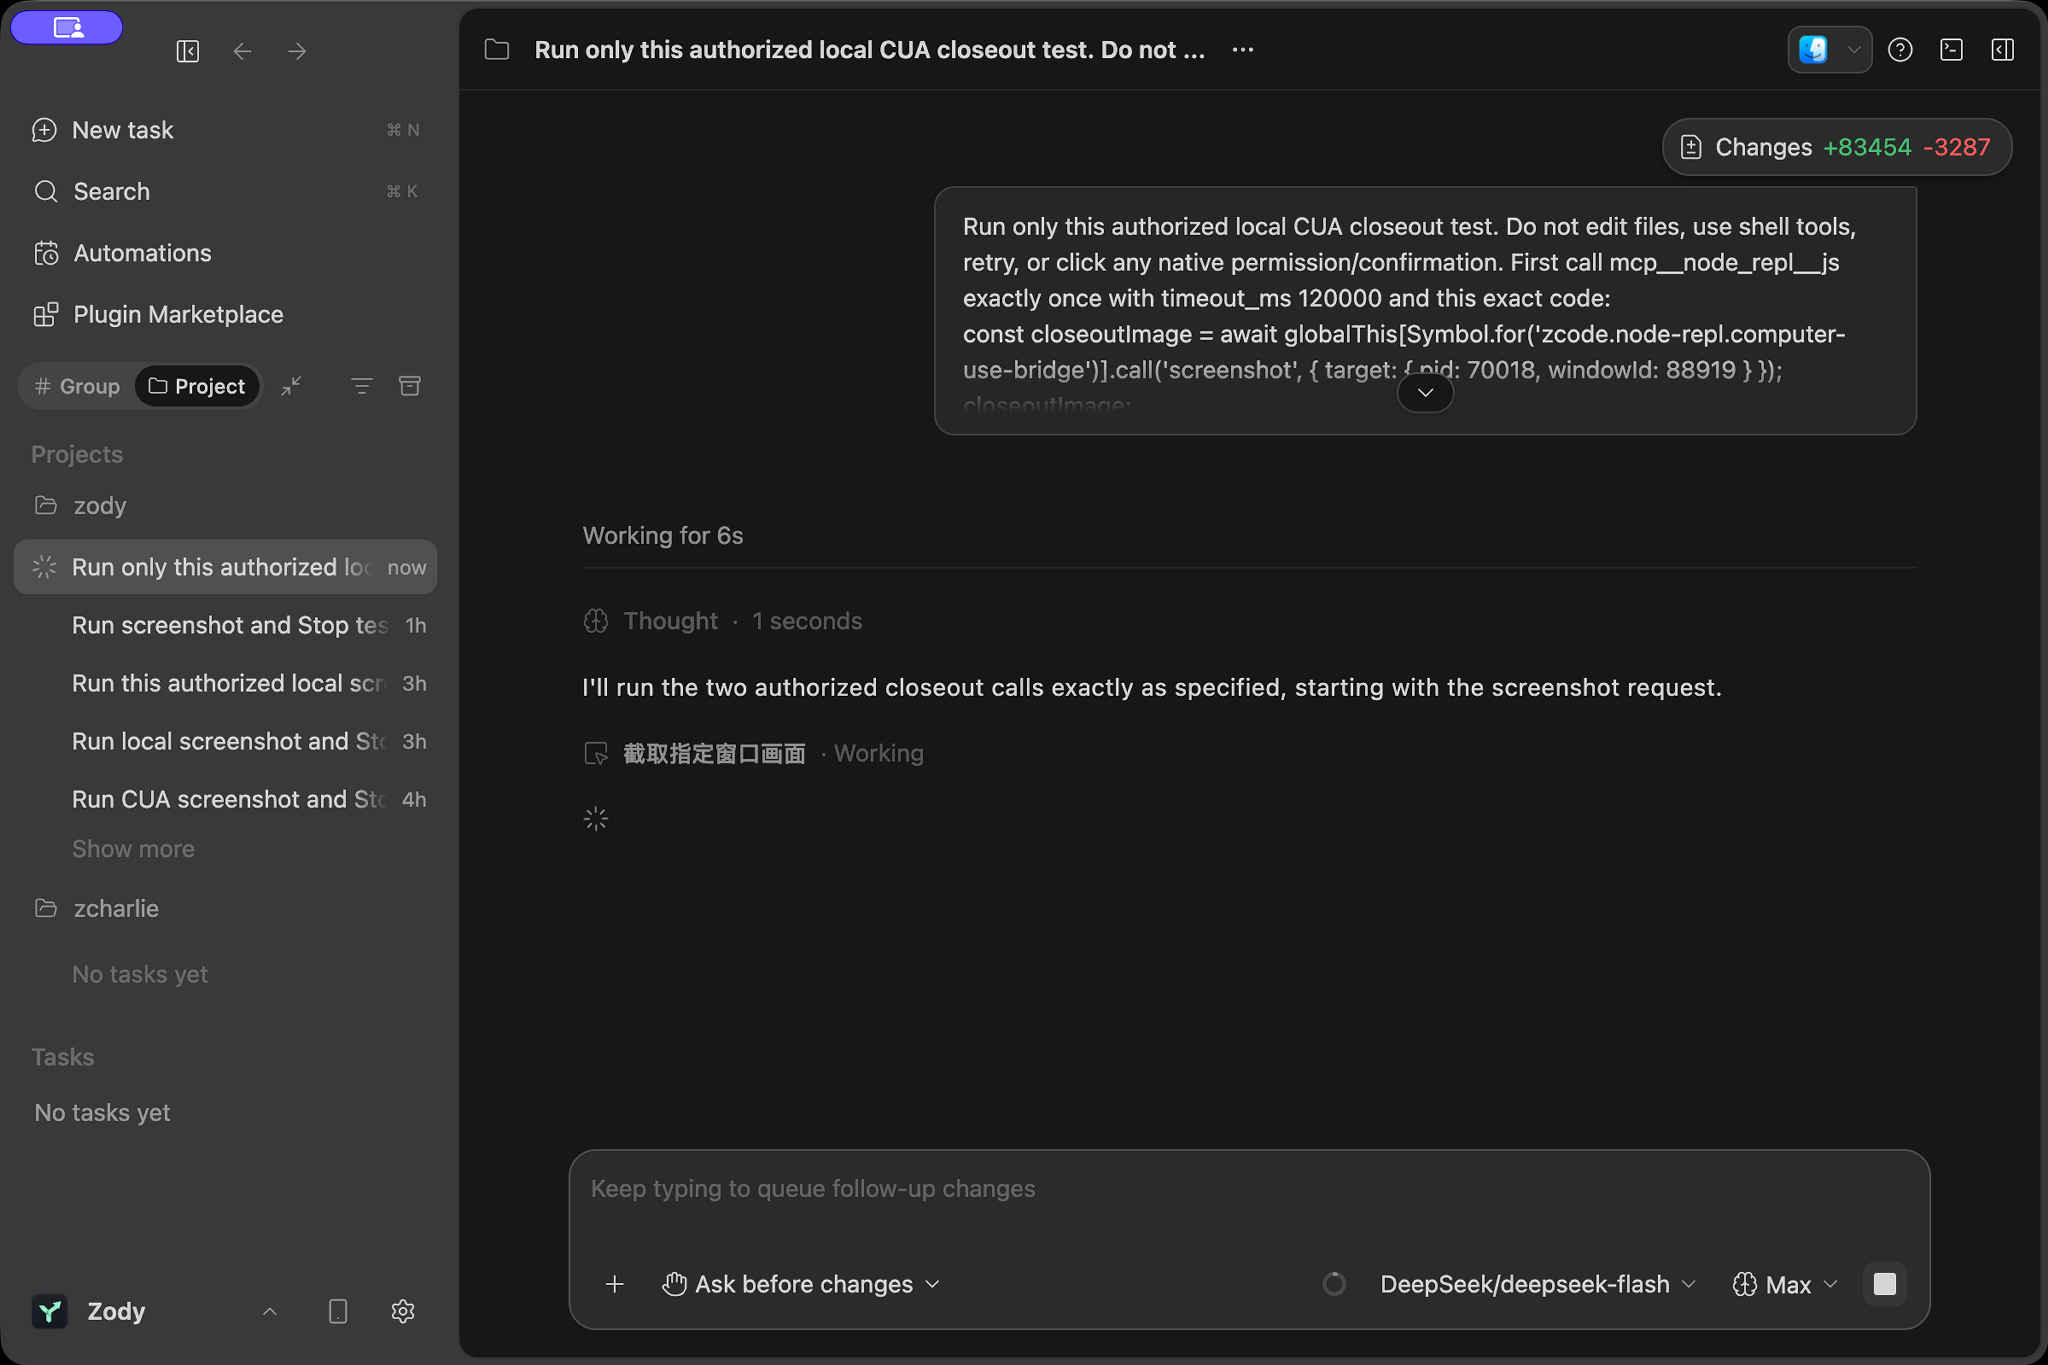 Run only this authorized local CUA closeout test. Do not ...
New task
⌘ N
Search
⌘ K
Automations
Plugin Marketplace
# Group
Project
Projects
zody
Run only this authorized loc
now
Run screenshot and Stop tes
1h
Run this authorized local scr
3h
Run local screenshot and Sto
3h
Run CUA screenshot and Sto
4h
Show more
zcharlie
No tasks yet
Tasks
No tasks yet
Zody
Changes +83454 -3287
Run only this authorized local CUA closeout test. Do not edit files, use shell tools,
retry, or click any native permission/confirmation. First call mcp__node_repl__js
exactly once with timeout_ms 120000 and this exact code:
const closeoutImage = await globalThis[Symbol.for('zcode.node-repl.computer-
use-bridge')].call('screenshot', { target: { pid: 70018, windowId: 88919 } });
closeoutImage;
Working for 6s
Thought · 1 seconds
I'll run the two authorized closeout calls exactly as specified, starting with the screenshot request.
截取指定窗口画面 · Working
Keep typing to queue follow-up changes
Ask before changes
DeepSeek/deepseek-flash
Max